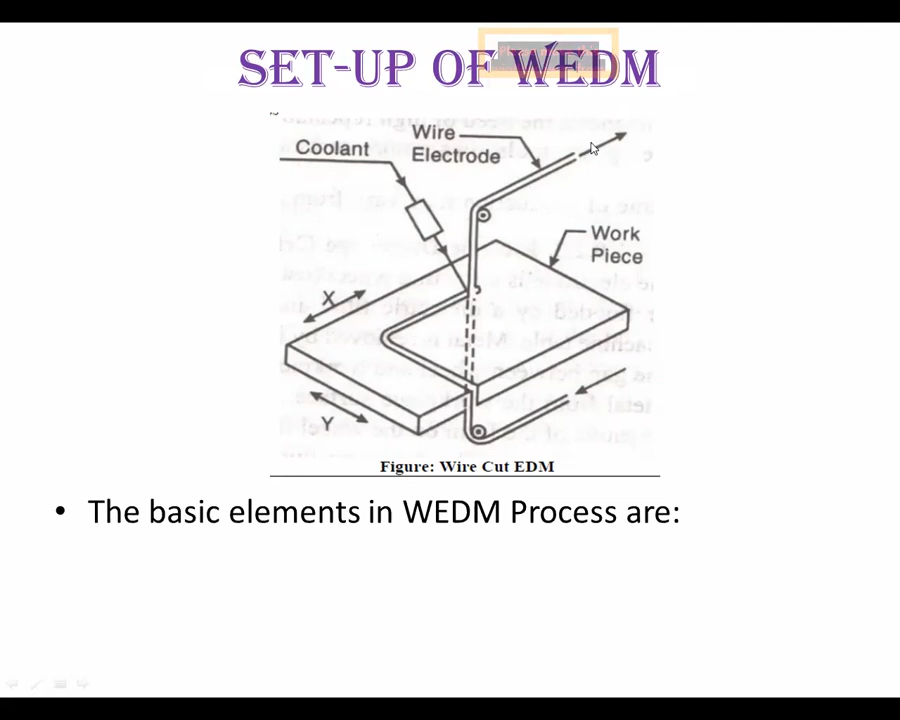 SET-UP OF WEDM
Wire
Electrode
Coolant
Work
Piece
X
Y
Figure: Wire Cut EDM
• The basic elements in WEDM Process are: